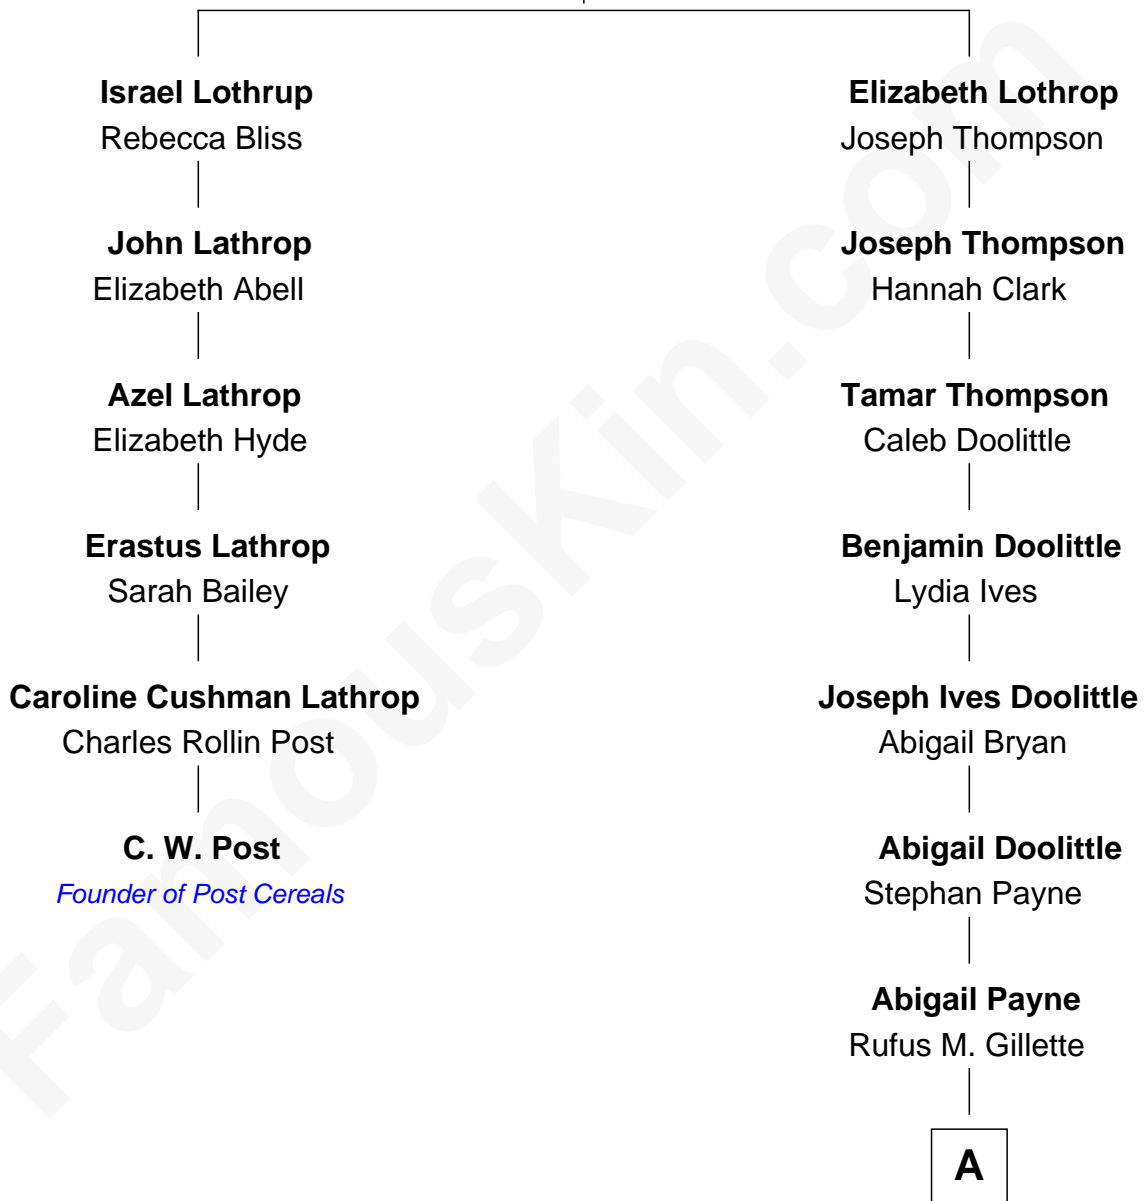 Israel Lothrup
Rebecca Bliss
John Lathrop
Elizabeth Abell
Azel Lathrop
Elizabeth Hyde
Erastus Lathrop
Sarah Bailey
Caroline Cushman Lathrop
Charles Rollin Post
C. W. Post
Founder of Post Cereals
Elizabeth Lothrop
Joseph Thompson
Joseph Thompson
Hannah Clark
Tamar Thompson
Caleb Doolittle
Benjamin Doolittle
Lydia Ives
Joseph Ives Doolittle
Abigail Bryan
Abigail Doolittle
Stephan Payne
Abigail Payne
Rufus M. Gillette
A
FamousKin.com